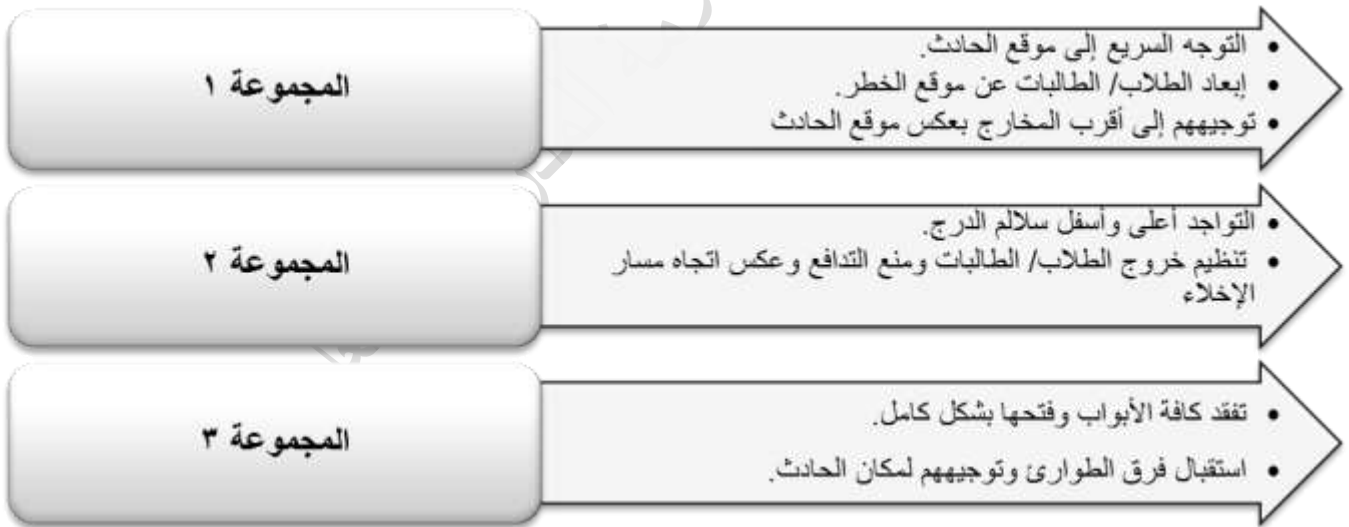 المجموعة ١
• التوجه السريع إلى موقع الحادث.
• إبعاد الطلاب/ الطالبات عن موقع الخطر.
• توجيههم إلى أقرب المخارج بعكس موقع الحادث
المجموعة ٢
• التواجد أعلى وأسفل سلالم الدرج.
• تنظيم خروج الطلاب/ الطالبات ومنع التدافع وعكس اتجاه مسار
الإخلاء
المجموعة ٣
• تفقد كافة الأبواب وفتحها بشكل كامل.
• استقبال فرق الطوارئ وتوجيههم لمكان الحادث.